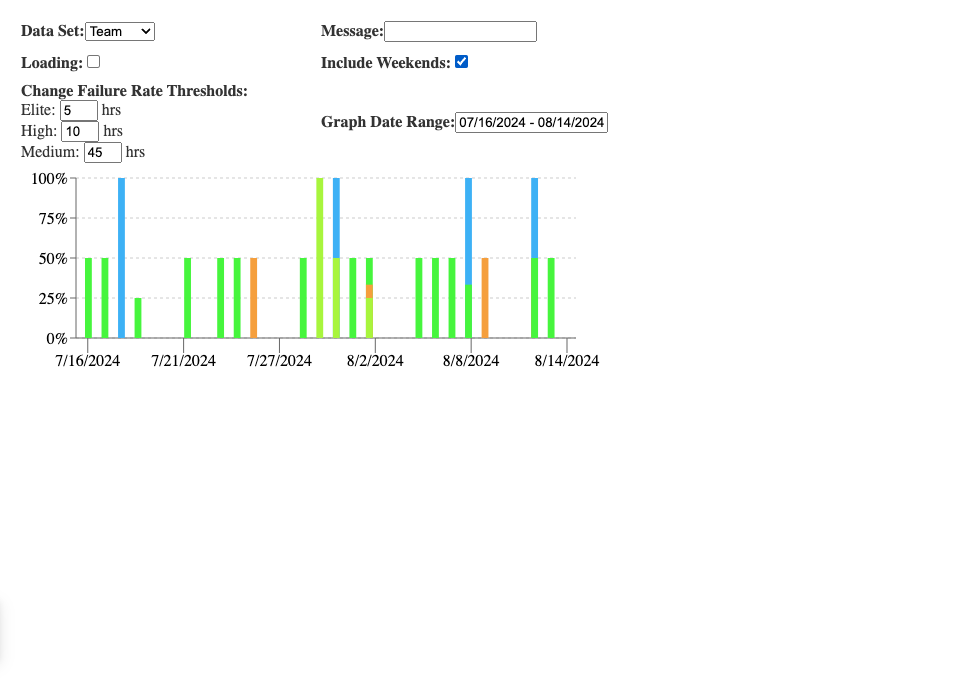 Data Set: Team
Message:
Loading:
Include Weekends:
Change Failure Rate Thresholds:
Elite: 5 hrs
High: 10 hrs
Graph Date Range: 07/16/2024 - 08/14/2024
Medium: 45 hrs
100%
75%
50%
25%
0%
7/16/2024 7/21/2024 7/27/2024 8/2/2024 8/8/2024 8/14/2024